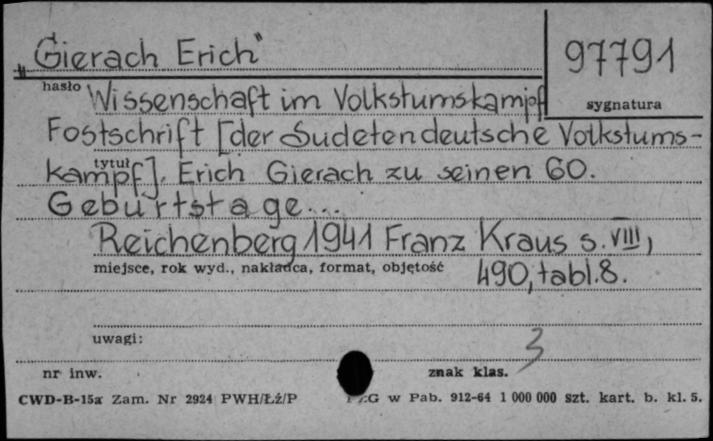 „Gierach Erich"
97791
hasło
sygnatura
Wissenschaft im Volkstumskampf
Fostschrift [der Sudetendeutsche Volkstums-
tytuł
kampf]. Erich Gierach zu seinen 60.
Geburtstage...
Reichenberg 1941 Franz Kraus s. VIII,
miejsce, rok wyd., nakładca, format, objętość
490, tabl. 8.
uwagi:
3
nr inw.
znak klas.
CWD-B-15a Zam. Nr 2924 PWH/Łź/P
w Pab. 912-64 1 000 000 szt. kart. b. kl. 5.